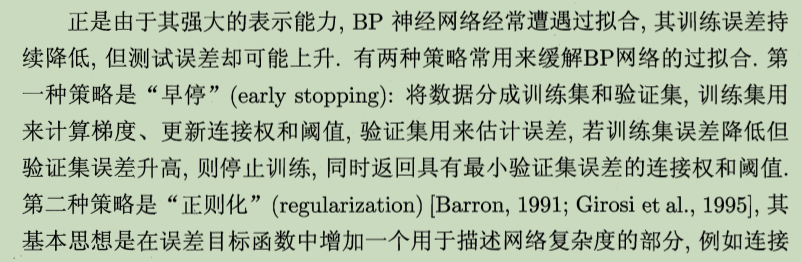 正是由于其强大的表示能力, BP 神经网络经常遭遇过拟合, 其训练误差持
续降低, 但测试误差却可能上升. 有两种策略常用来缓解BP网络的过拟合. 第
一种策略是“早停”(early stopping): 将数据分成训练集和验证集, 训练集用
来计算梯度、更新连接权和阈值, 验证集用来估计误差, 若训练集误差降低但
验证集误差升高, 则停止训练, 同时返回具有最小验证集误差的连接权和阈值.
第二种策略是“正则化”(regularization) [Barron, 1991; Girosi et al., 1995], 其
基本思想是在误差目标函数中增加一个用于描述网络复杂度的部分, 例如连接